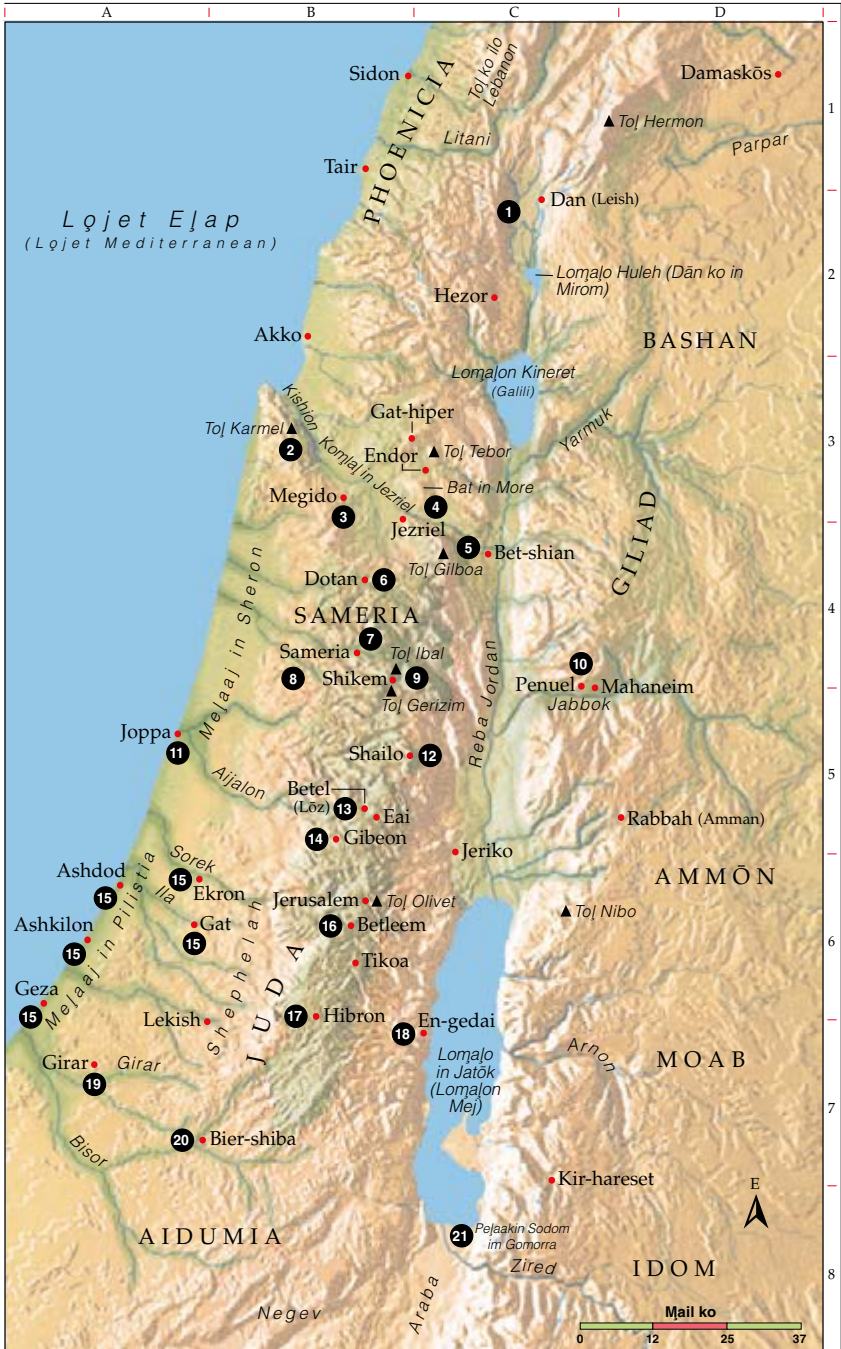 A B C D
Sidon
PHOENICIA
Toļ ko ilo
Lebanon
Damaskōs
1
Toļ Hermon
Litani
Parpar
Tair
Lọjet Eļap
(Lọjet Mediterranean)
1
Dan (Leish)
2
Lomaļo Huleh (Dān ko in
Mirom)
Hezor
BASHAN
Akko
Lomaļon Kineret
(Galili)
Kishion
Gat-hiper
Yarmuk
Toļ Karmel
2
3
Toļ Tebor
Endor
Komļaļ in Jezriel
Bat in More
Megido
3
4
GILIAD
Jezriel
5
Bet-shian
Toļ Gilboa
Dotan
6
Meļaaj in Sheron
SAMERIA
4
7
Sameria
Toļ Ibal
8
Shikem
9
10
Toļ Gerizim
Reba Jordan
Penuel
Mahaneim
Jabbok
Joppa
11
Shailo
12
5
Aijalon
Betel
(Lōz)
13
Eai
Rabbah (Amman)
14
Gibeon
Jeriko
Sorek
Ashdod
15
Ekron
AMMŌN
15
Ila
Jerusalem
Toļ Olivet
Toļ Nibo
Ashkilon
15
Gat
15
16
Betleem
6
Meļaaj in Pilistia
Shephelah
JUDA
Tikoa
Geza
15
Lekish
17
Hibron
18
En-gedai
Arnon
MOAB
Girar
Girar
19
Lomaļo
in Jatōk
(Lomaļon
Mej)
7
Bisor
20
Bier-shiba
Kir-hareset
E
AIDUMIA
21
Peļaakin Sodom
im Gomorra
Zired
IDOM
8
Negev
Araba
Ṃail ko
0 12 25 37